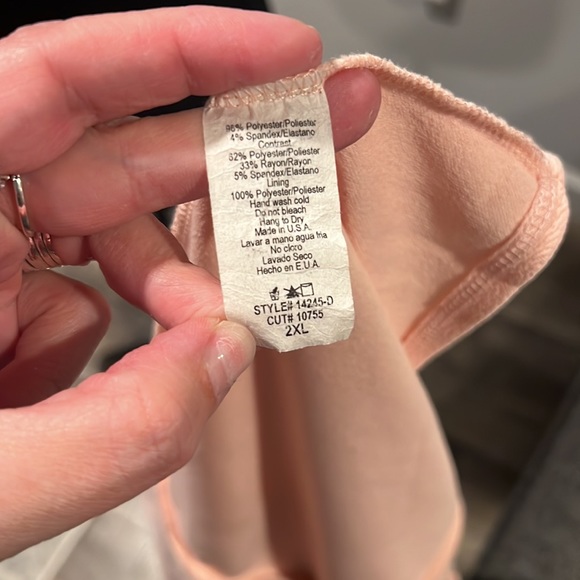 96% Polyester/Poliester
4% Spandex/Elastano
Contrast
62% Polyester/Poliester
33% Rayon/Rayon
5% Spandex/Elastano
Lining
100% Polyester/Poliester
Hand wash cold
Do not bleach
Hang to Dry
Made in U.S.A.
Lavar a mano agua fria
No cloro
Lavado Seco
Hecho en E.U.A.
STYLE# 14245-D
CUT# 10755
2XL